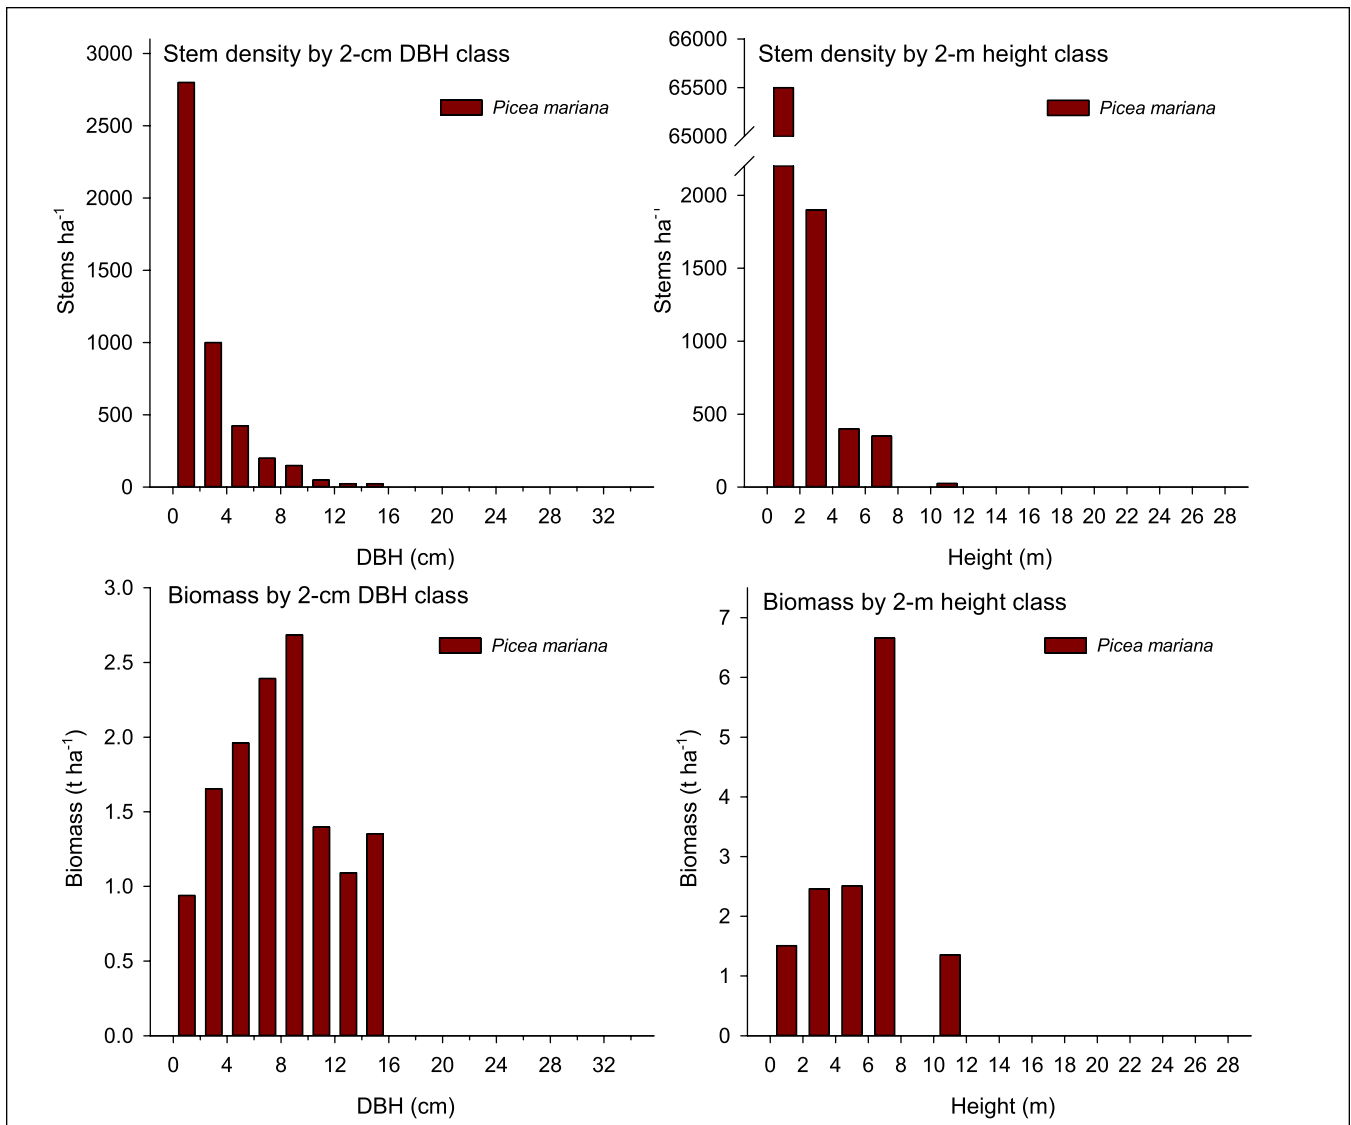 Stem density by 2-cm DBH class
Picea mariana
3000
2500
2000
1500
1000
500
0
Stems ha-1
0 4 8 12 16 20 24 28 32
DBH (cm)
Stem density by 2-m height class
Picea mariana
66000
65500
65000
2000
1500
1000
500
0
Stems ha-1
0 2 4 6 8 10 12 14 16 18 20 22 24 26 28
Height (m)
Biomass by 2-cm DBH class
Picea mariana
3.0
2.5
2.0
1.5
1.0
0.5
0.0
Biomass (t ha-1)
0 4 8 12 16 20 24 28 32
DBH (cm)
Biomass by 2-m height class
Picea mariana
7
6
5
4
3
2
1
0
Biomass (t ha-1)
0 2 4 6 8 10 12 14 16 18 20 22 24 26 28
Height (m)